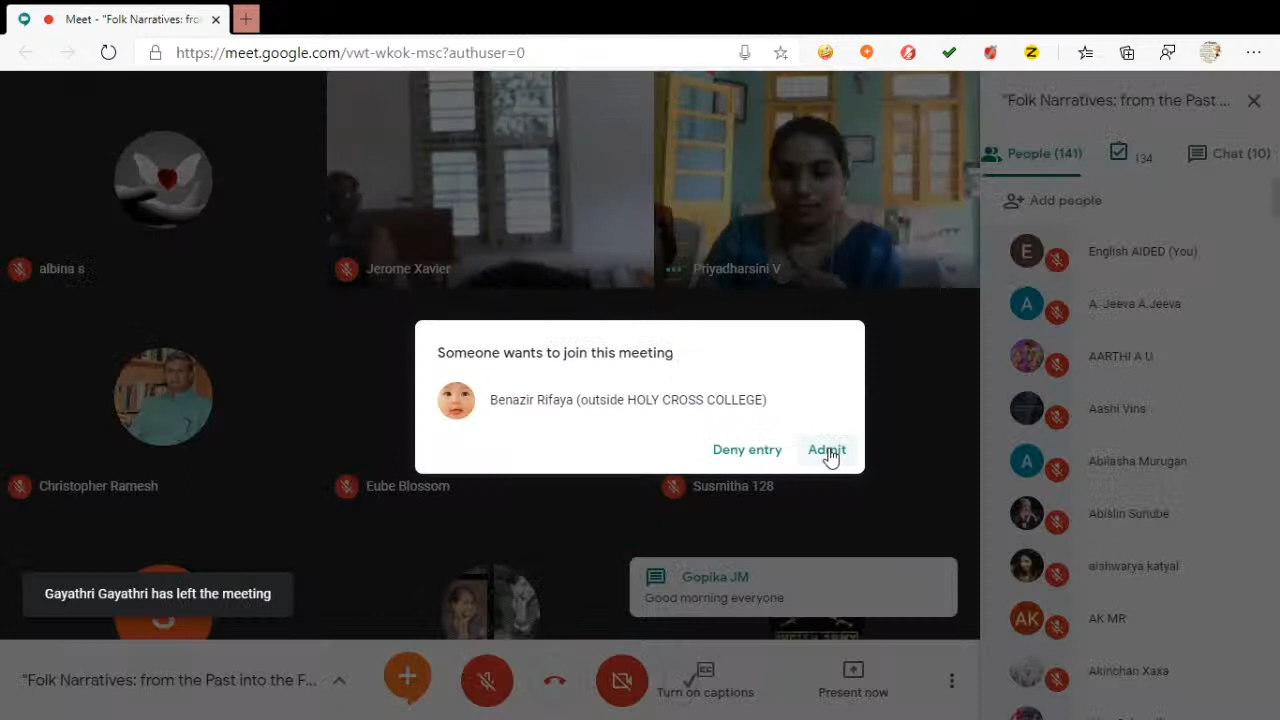 Meet - "Folk Narratives: fro
https://meet.google.com/vwt-wkok-msc?authuser=0
"Folk Narratives: from the Past ...
People (141)
134
Chat (10)
Add people
English AIDED (You)
A. Jeeva A.Jeeva
AARTHI A U
Aashi Vins
Abilasha Murugan
Abislin Sunobe
aishwarya katyal
AK
AK MR
Akinchan Xaxa
albina s
Jerome Xavier
Priyadharsini V
Someone wants to join this meeting
Benazir Rifaya (outside HOLY CROSS COLLEGE)
Deny entry
Admit
Christopher Ramesh
Eube Blossom
Susmitha 128
Gopika JM
Good morning everyone
Gayathri Gayathri has left the meeting
"Folk Narratives: from the Past into the F...
Turn on captions
Present now